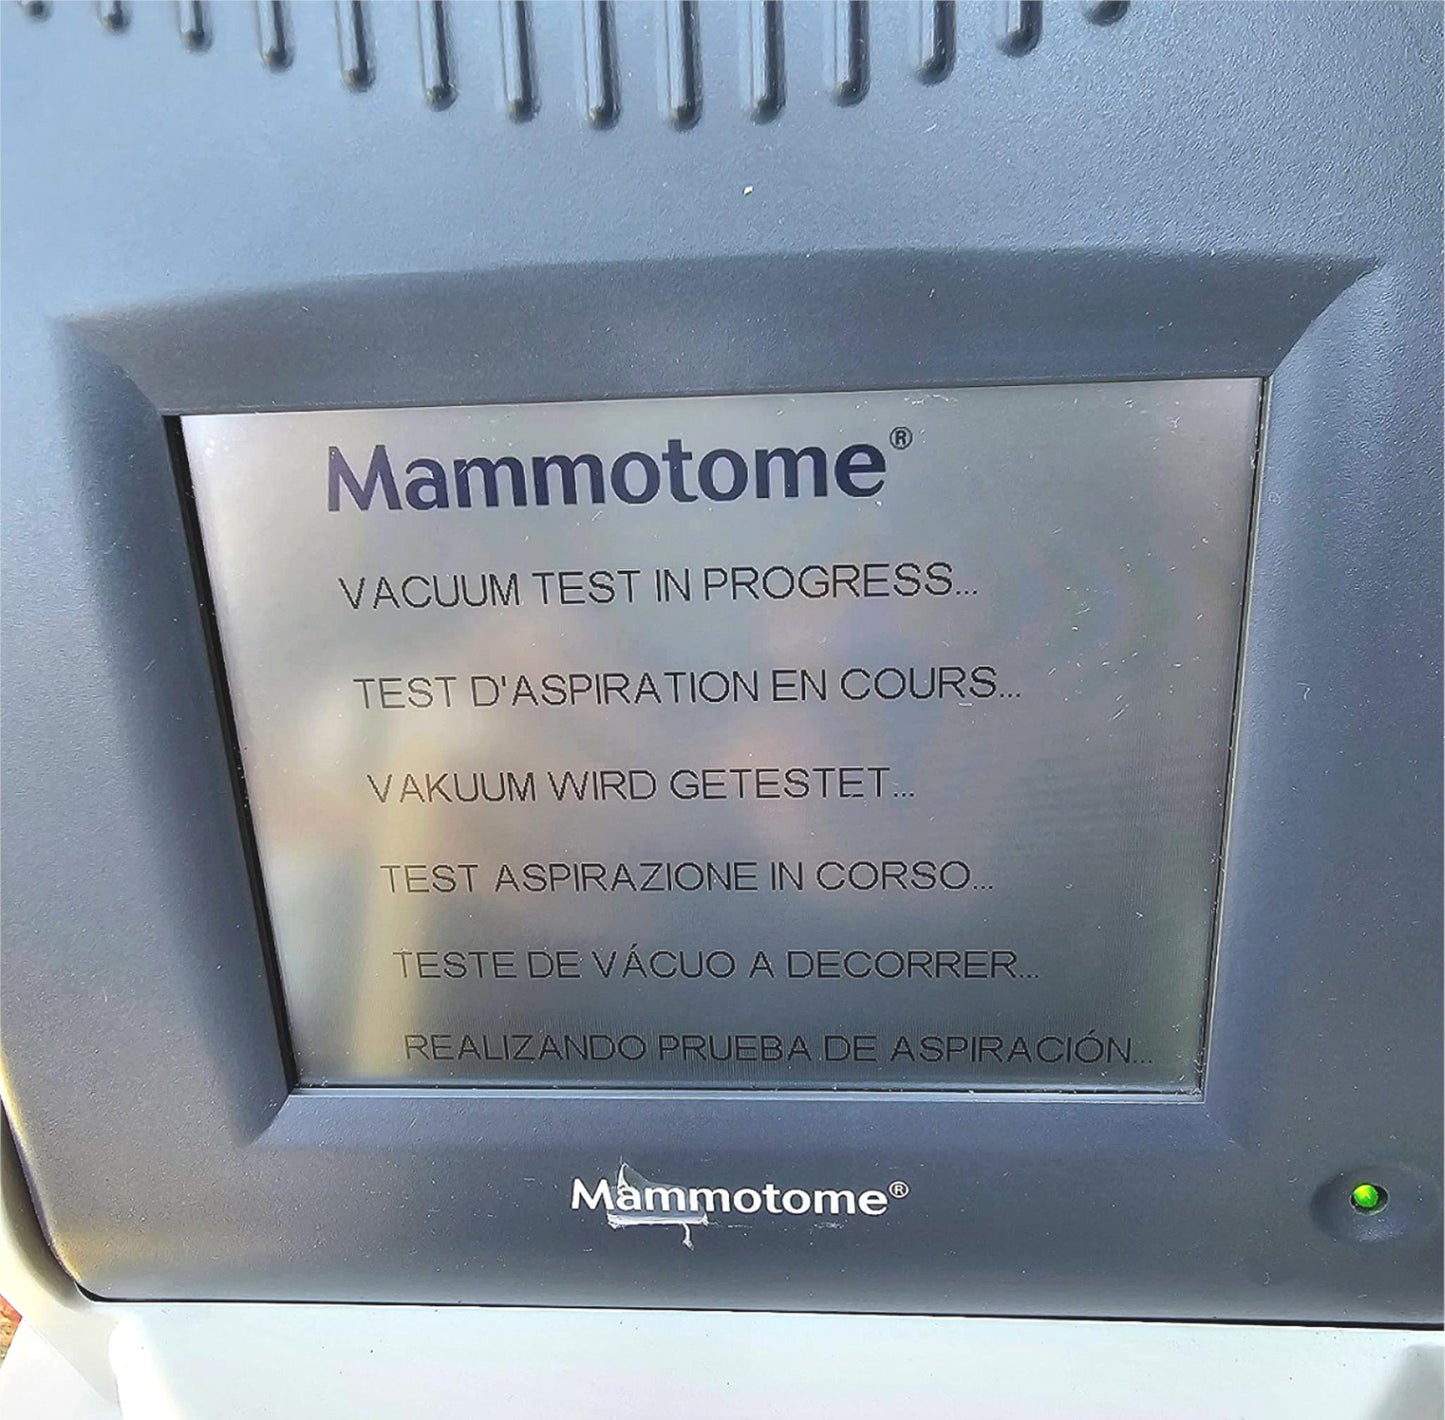 Mammotome®
VACUUM TEST IN PROGRESS...
TEST D'ASPIRATION EN COURS...
VAKUUM WIRD GETESTET...
TEST ASPIRAZIONE IN CORSO...
TESTE DE VÁCUO A DECORRER...
REALIZANDO PRUEBA DE ASPIRACIÓN...
Mammotome®